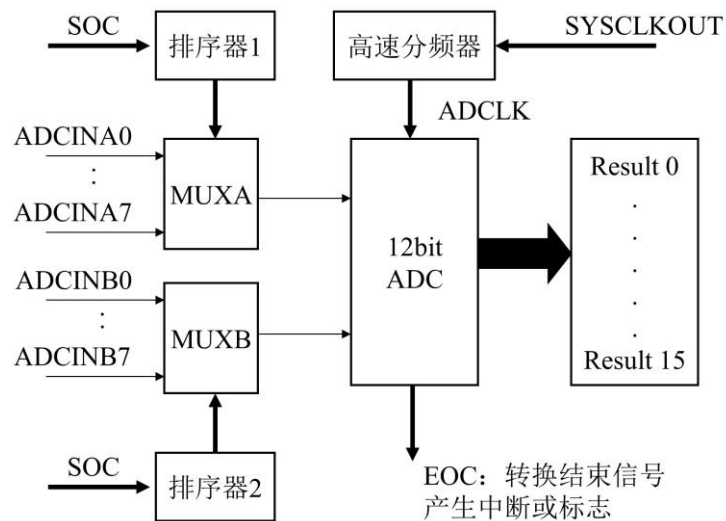 SOC
排序器1
高速分频器
SYSCLKOUT
ADCLK
ADCINA0
⋮
ADCINA7
MUXA
12bit
ADC
Result 0
.
.
.
.
.
Result 15
ADCINB0
⋮
ADCINB7
MUXB
SOC
排序器2
EOC：转换结束信号
产生中断或标志